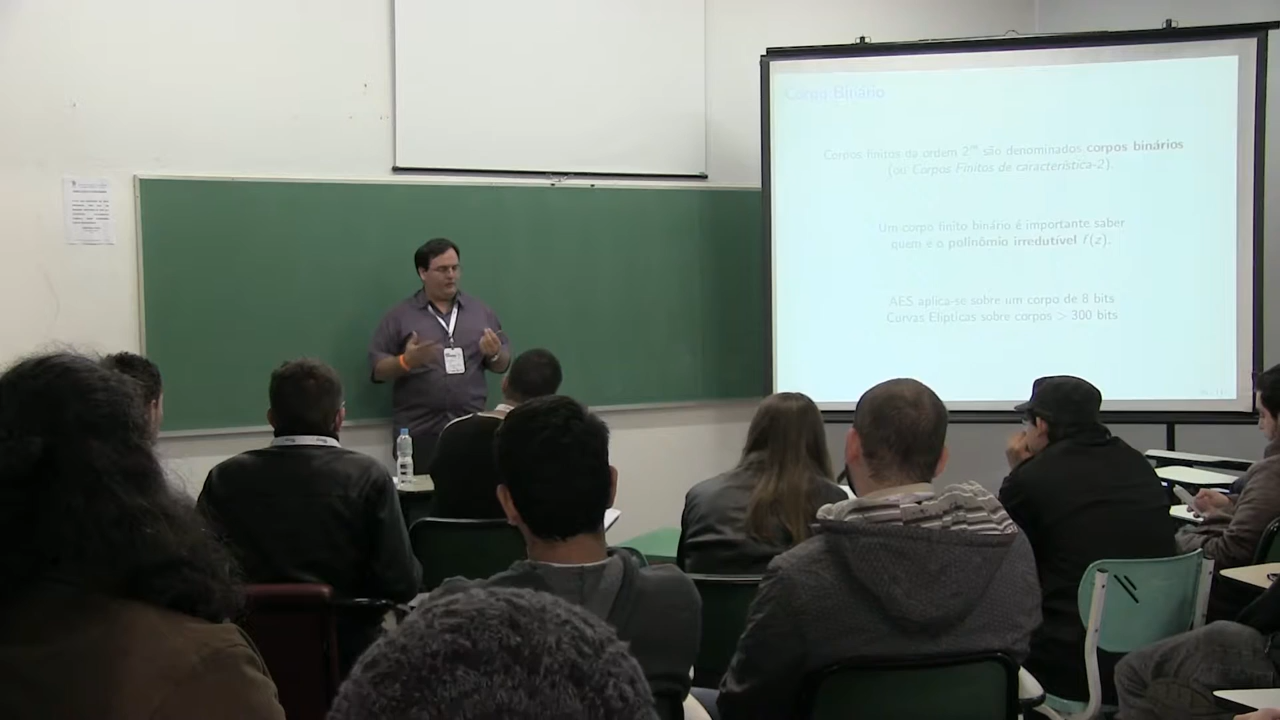 Corpo Binário
Corpos finitos da ordem 2^m são denominados corpos binários
(ou Corpos Finitos de característica-2).
Um corpo finito binário é importante saber
quem é o polinômio irredutível f(z).
AES aplica-se sobre um corpo de 8 bits
Curvas Elípticas sobre corpos > 300 bits